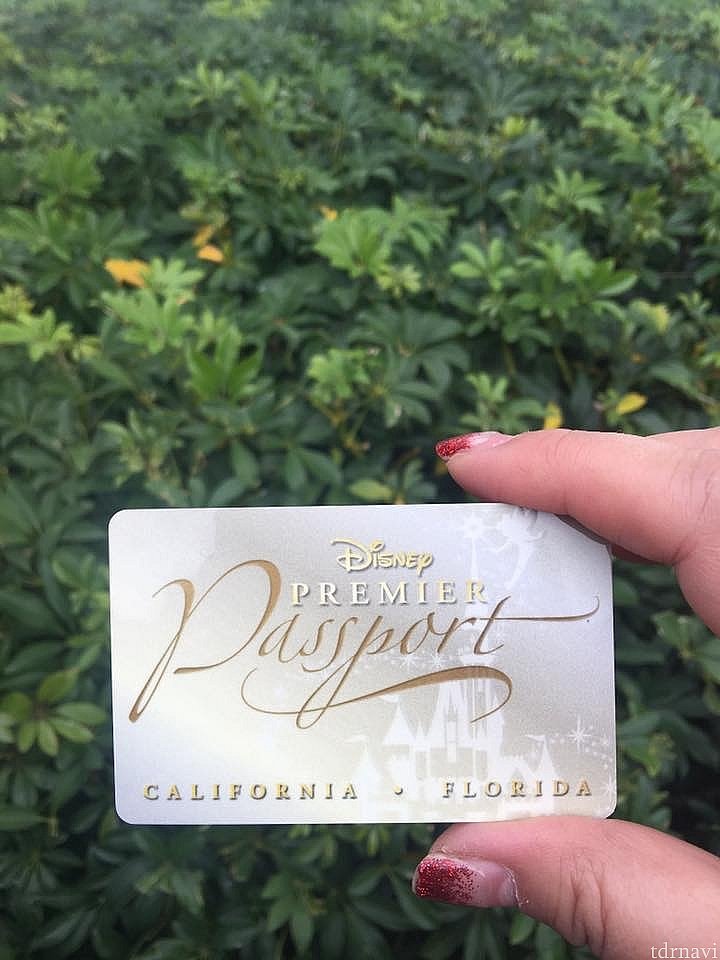 Disney
PREMIER
Passport
CALIFORNIA • FLORIDA
tdrnavi